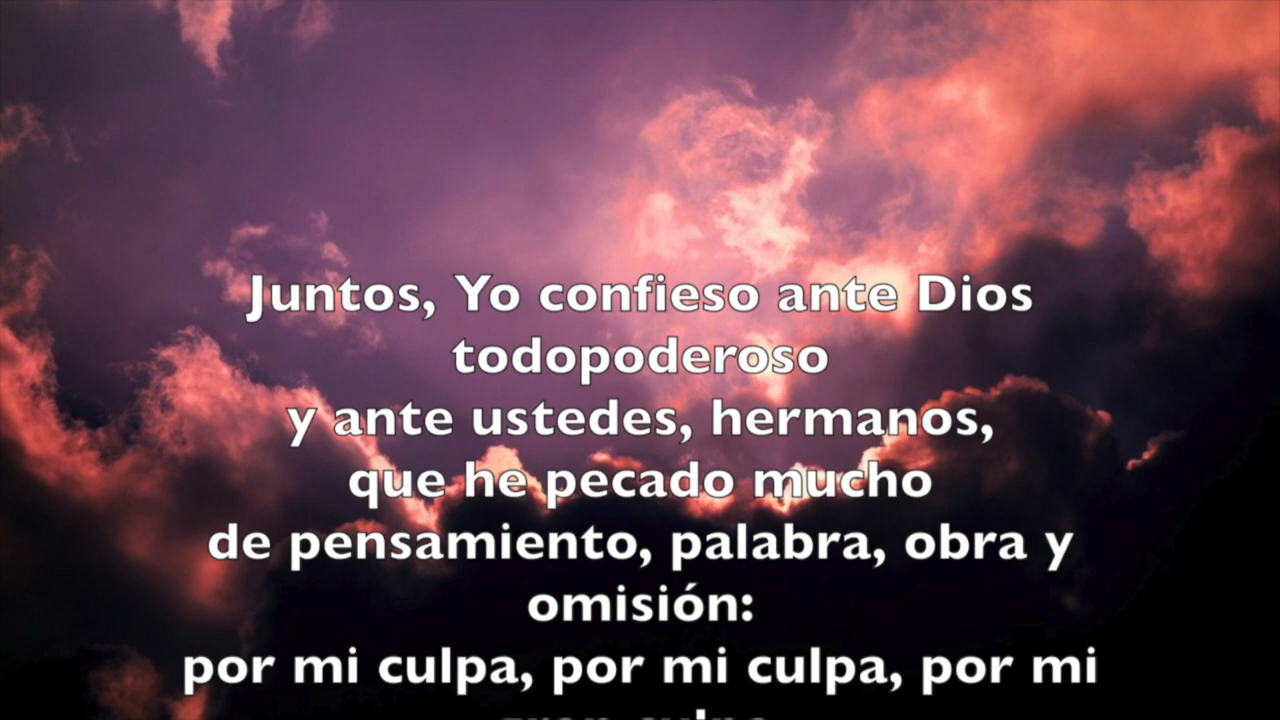 Juntos, Yo confieso ante Dios
todopoderoso
y ante ustedes, hermanos,
que he pecado mucho
de pensamiento, palabra, obra y
omisión:
por mi culpa, por mi culpa, por mi